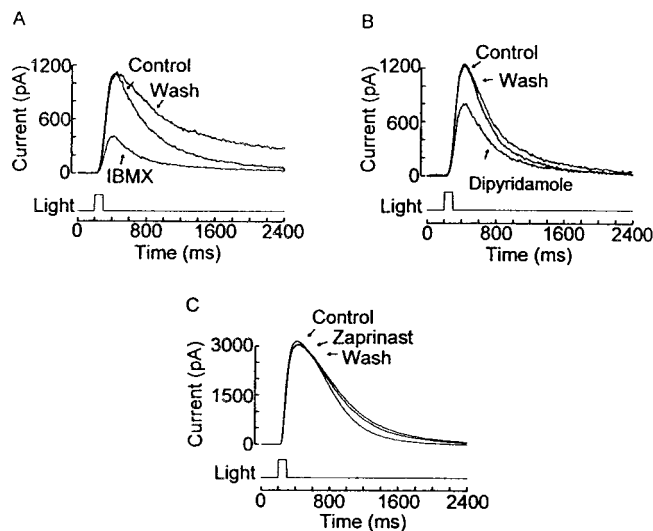 A
Current (pA)
1200
600
0
Control
Wash
IBMX
Light
0 800 1600 2400
Time (ms)
B
Current (pA)
1200
600
0
Control
Wash
Dipyridamole
Light
0 800 1600 2400
Time (ms)
C
Current (pA)
3000
2000
1000
0
Control
Zaprinast
Wash
Light
0 800 1600 2400
Time (ms)